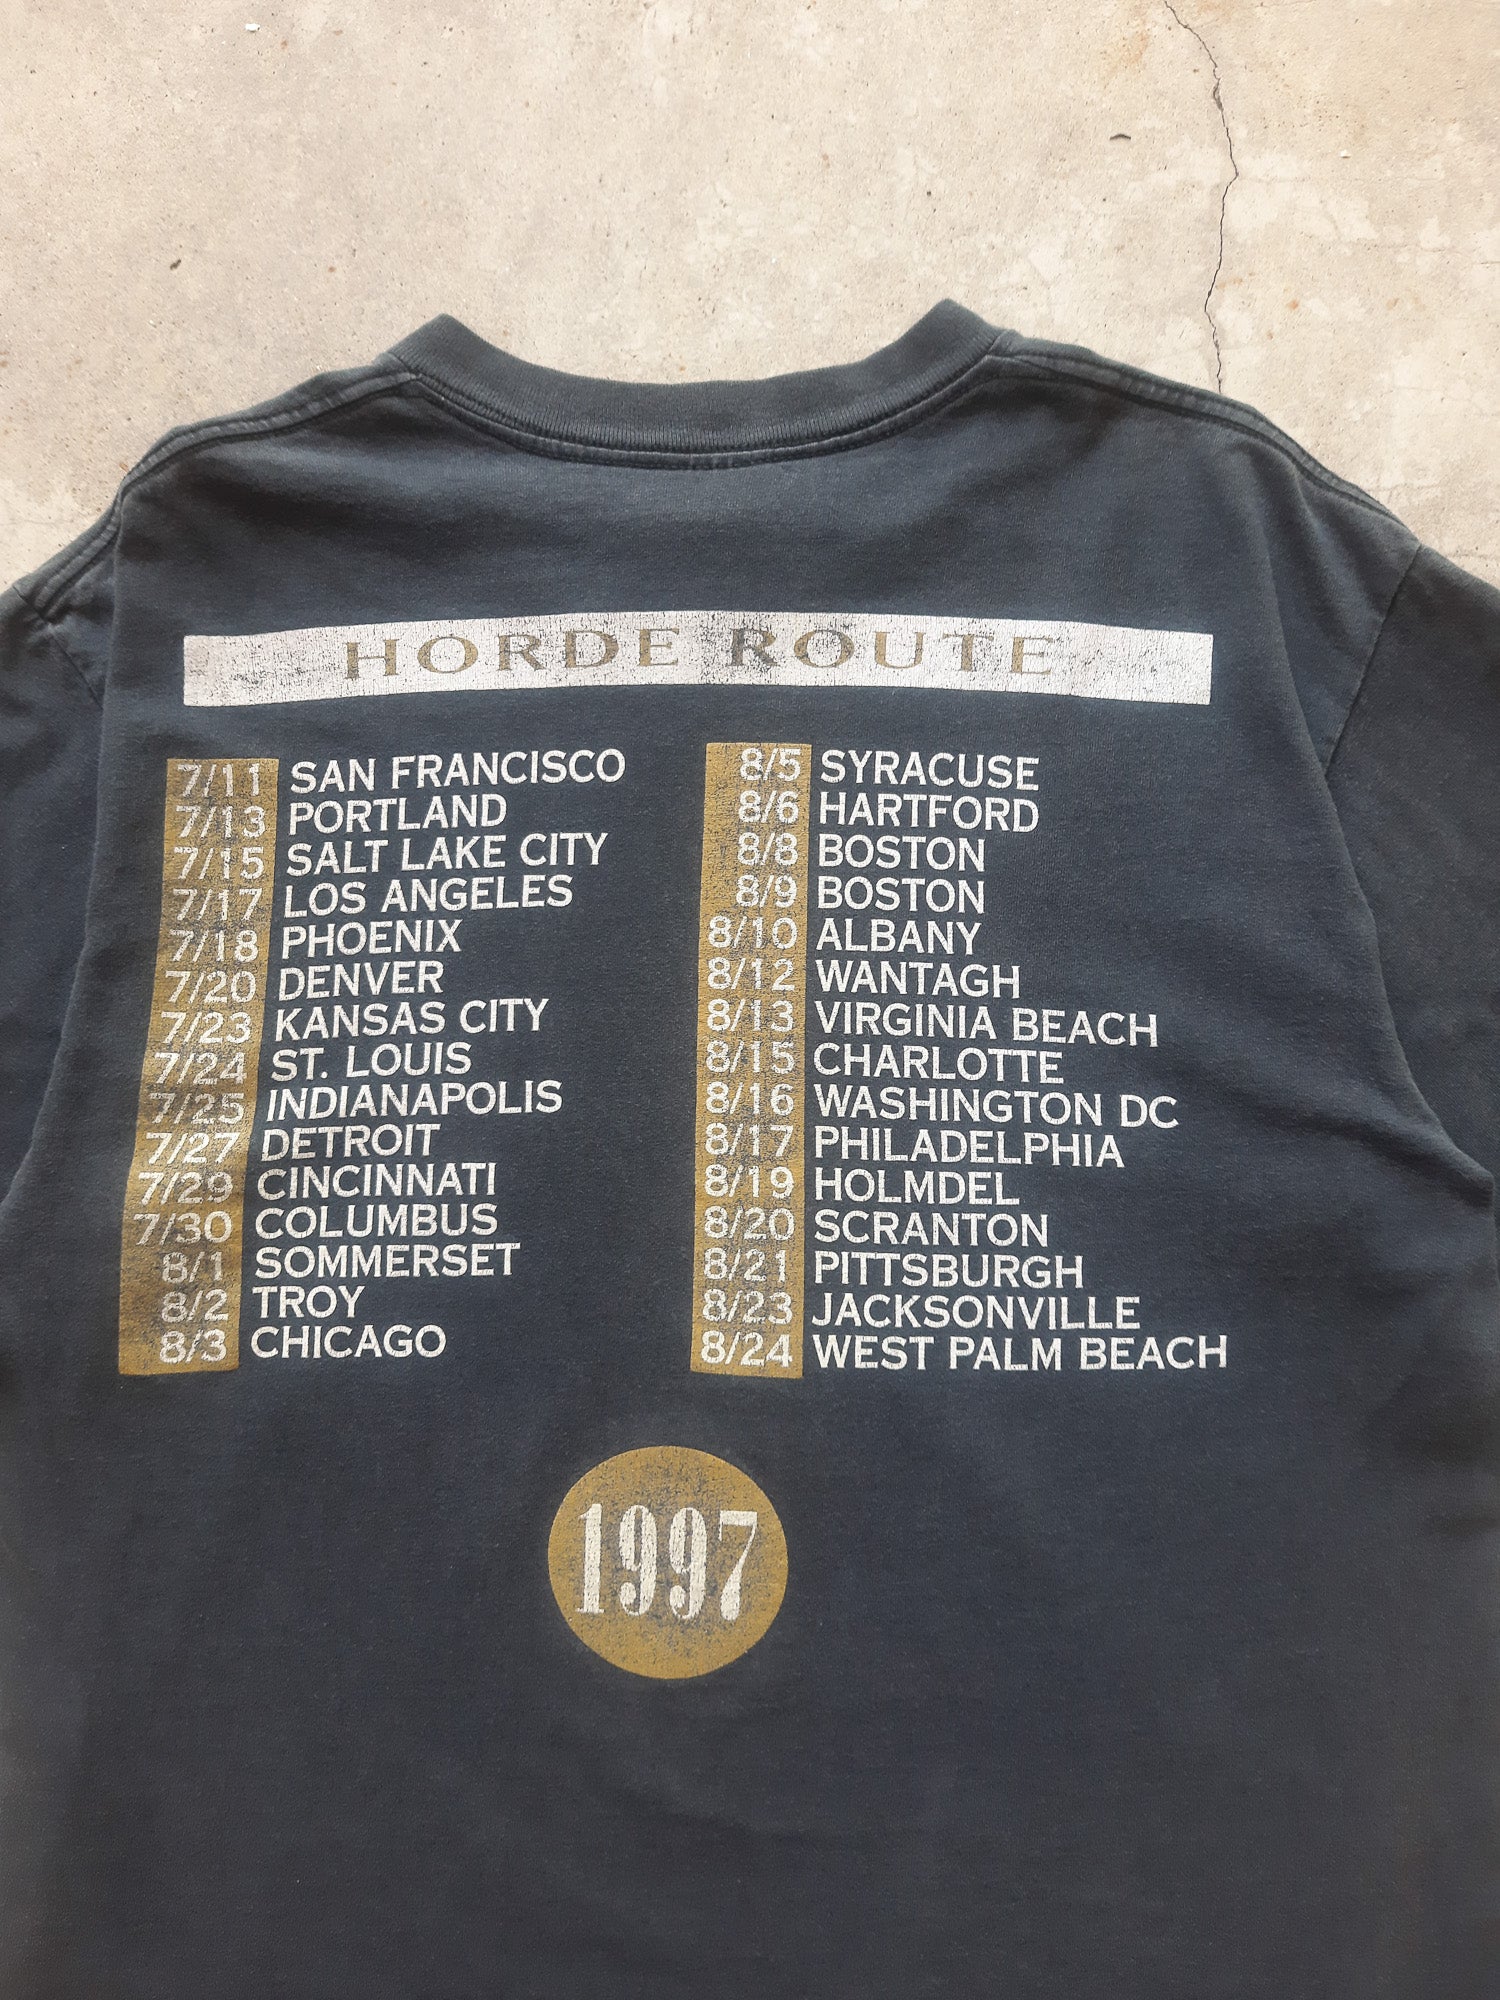 HORDE ROUTE
7/11 SAN FRANCISCO
7/13 PORTLAND
7/15 SALT LAKE CITY
7/17 LOS ANGELES
7/18 PHOENIX
7/20 DENVER
7/23 KANSAS CITY
7/24 ST. LOUIS
7/25 INDIANAPOLIS
7/27 DETROIT
7/29 CINCINNATI
7/30 COLUMBUS
8/1 SOMMERSET
8/2 TROY
8/3 CHICAGO
8/5 SYRACUSE
8/6 HARTFORD
8/8 BOSTON
8/9 BOSTON
8/10 ALBANY
8/12 WANTAGH
8/13 VIRGINIA BEACH
8/15 CHARLOTTE
8/16 WASHINGTON DC
8/17 PHILADELPHIA
8/19 HOLMDEL
8/20 SCRANTON
8/21 PITTSBURGH
8/23 JACKSONVILLE
8/24 WEST PALM BEACH
1997